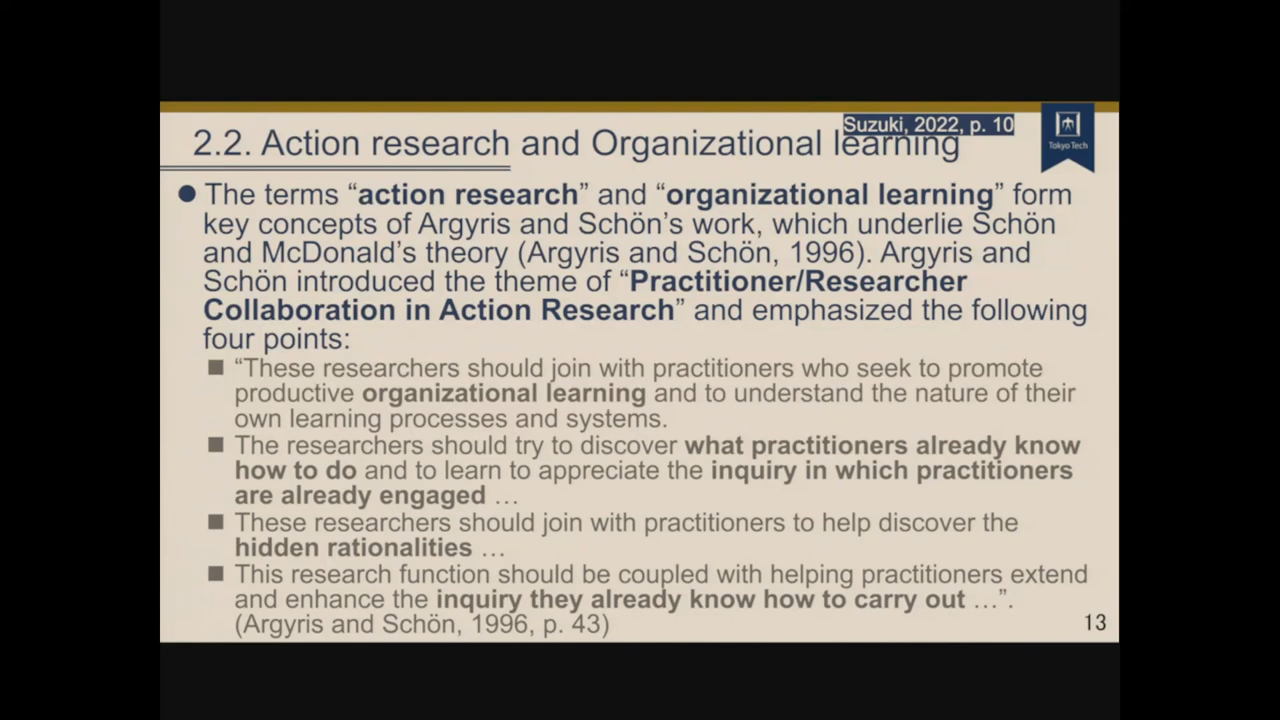 Suzuki, 2022, p. 10
2.2. Action research and Organizational learning
TokyoTech
● The terms “action research” and “organizational learning” form
key concepts of Argyris and Schön’s work, which underlie Schön
and McDonald’s theory (Argyris and Schön, 1996). Argyris and
Schön introduced the theme of “Practitioner/Researcher
Collaboration in Action Research” and emphasized the following
four points:
■ “These researchers should join with practitioners who seek to promote
productive organizational learning and to understand the nature of their
own learning processes and systems.
■ The researchers should try to discover what practitioners already know
how to do and to learn to appreciate the inquiry in which practitioners
are already engaged …
■ These researchers should join with practitioners to help discover the
hidden rationalities …
■ This research function should be coupled with helping practitioners extend
and enhance the inquiry they already know how to carry out …”.
(Argyris and Schön, 1996, p. 43)
13